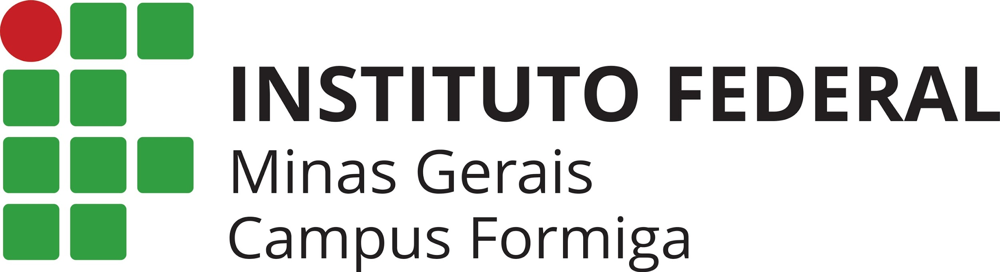 INSTITUTO FEDERAL
Minas Gerais
Campus Formiga